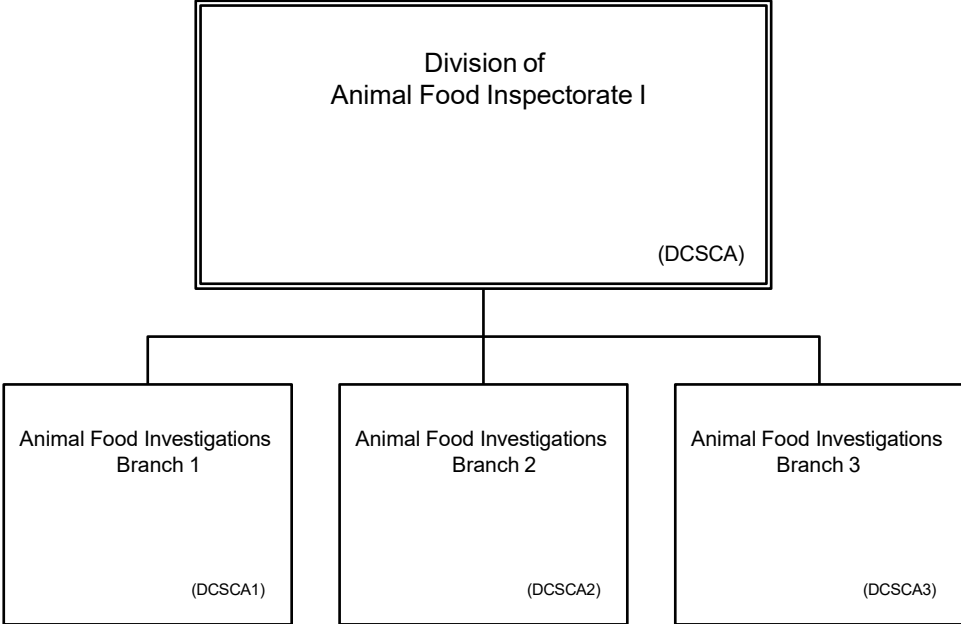 Division of
Animal Food Inspectorate I
(DCSCA)
Animal Food Investigations
Branch 1
(DCSCA1)
Animal Food Investigations
Branch 2
(DCSCA2)
Animal Food Investigations
Branch 3
(DCSCA3)